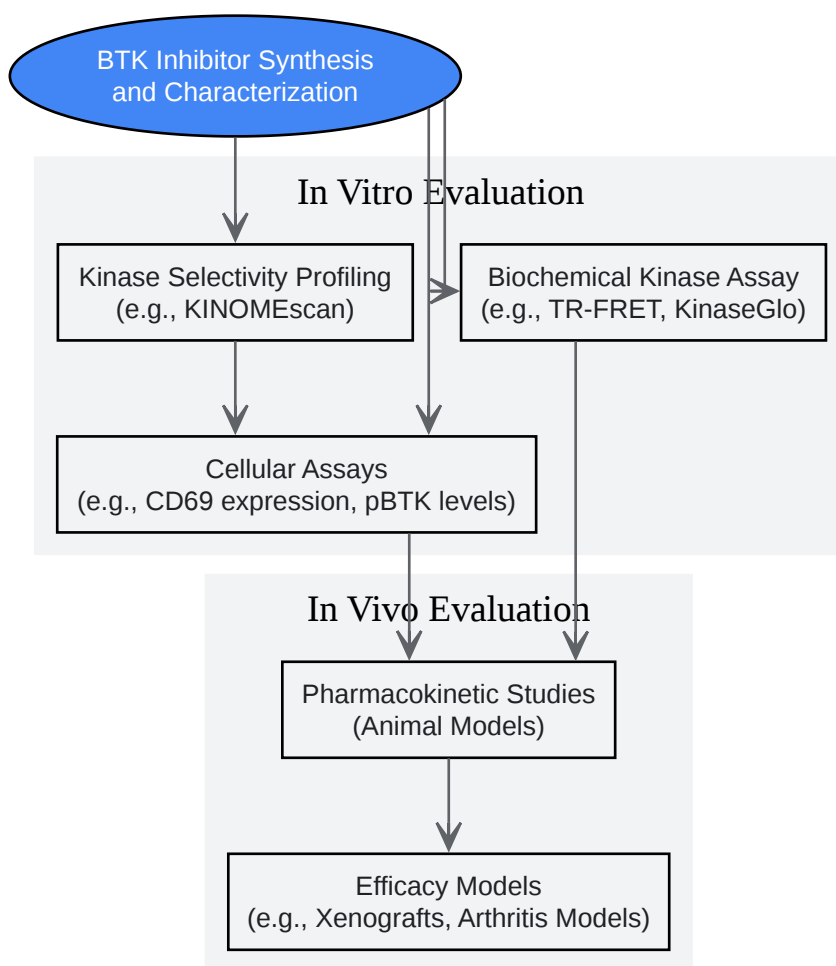 BTK Inhibitor Synthesis
and Characterization
In Vitro Evaluation
Kinase Selectivity Profiling
(e.g., KINOMEscan)
Biochemical Kinase Assay
(e.g., TR-FRET, KinaseGlo)
Cellular Assays
(e.g., CD69 expression, pBTK levels)
In Vivo Evaluation
Pharmacokinetic Studies
(Animal Models)
Efficacy Models
(e.g., Xenografts, Arthritis Models)